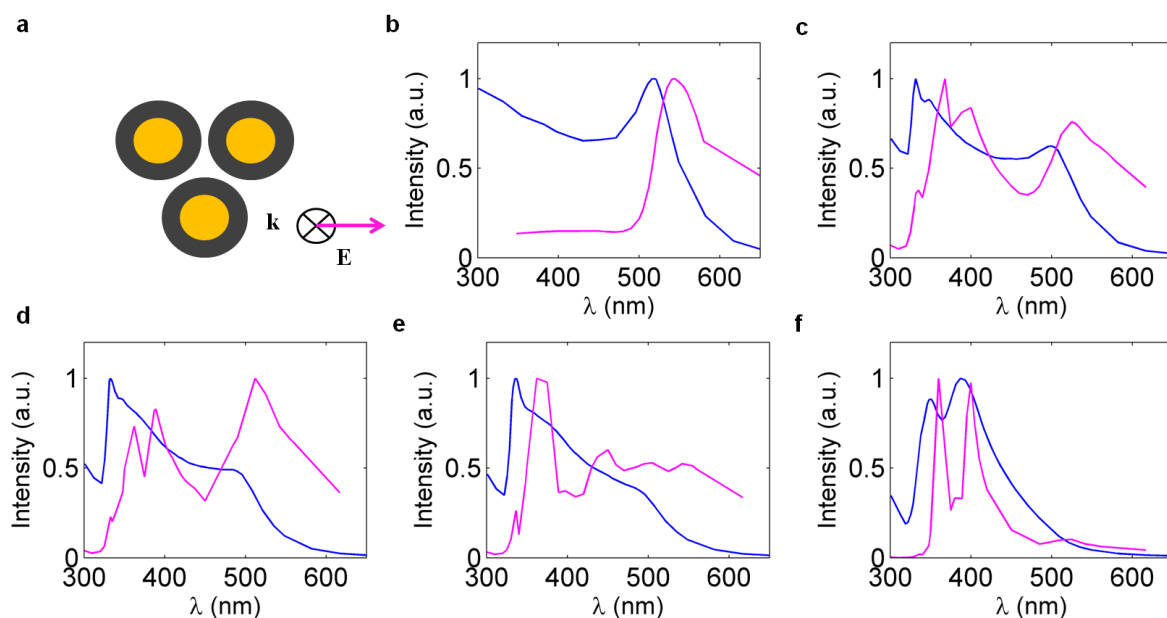 a
k
E
b
Intensity (a.u.)
1
0.5
0
300 400 500 600
λ (nm)
c
Intensity (a.u.)
1
0.5
0
300 400 500 600
λ (nm)
d
Intensity (a.u.)
1
0.5
0
300 400 500 600
λ (nm)
e
Intensity (a.u.)
1
0.5
0
300 400 500 600
λ (nm)
f
Intensity (a.u.)
1
0.5
0
300 400 500 600
λ (nm)